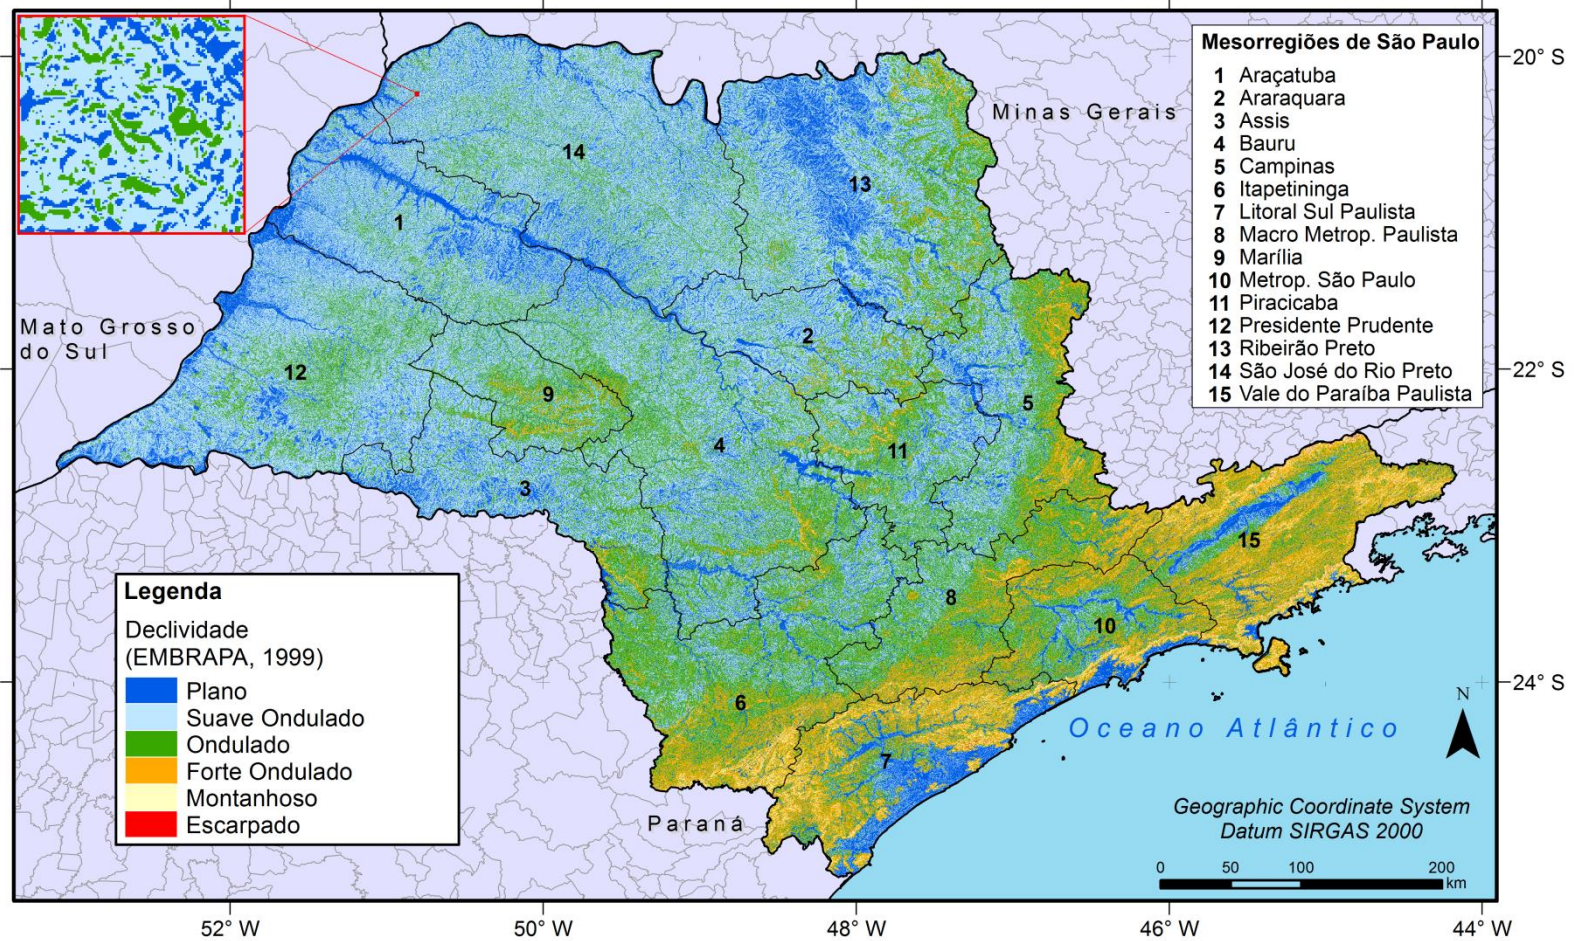 Mesorregiões de São Paulo
1 Araçatuba
2 Araraquara
3 Assis
4 Bauru
5 Campinas
6 Itapetininga
7 Litoral Sul Paulista
8 Macro Metrop. Paulista
9 Marília
10 Metrop. São Paulo
11 Piracicaba
12 Presidente Prudente
13 Ribeirão Preto
14 São José do Rio Preto
15 Vale do Paraíba Paulista
20° S
22° S
24° S
Minas Gerais
Mato Grosso
do Sul
Paraná
14
13
1
2
12
9
5
4
11
3
15
8
10
6
7
Legenda
Declividade
(EMBRAPA, 1999)
Plano
Suave Ondulado
Ondulado
Forte Ondulado
Montanhoso
Escarpado
Oceano Atlântico
N
Geographic Coordinate System
Datum SIRGAS 2000
0 50 100 200
km
52° W 50° W 48° W 46° W 44° W